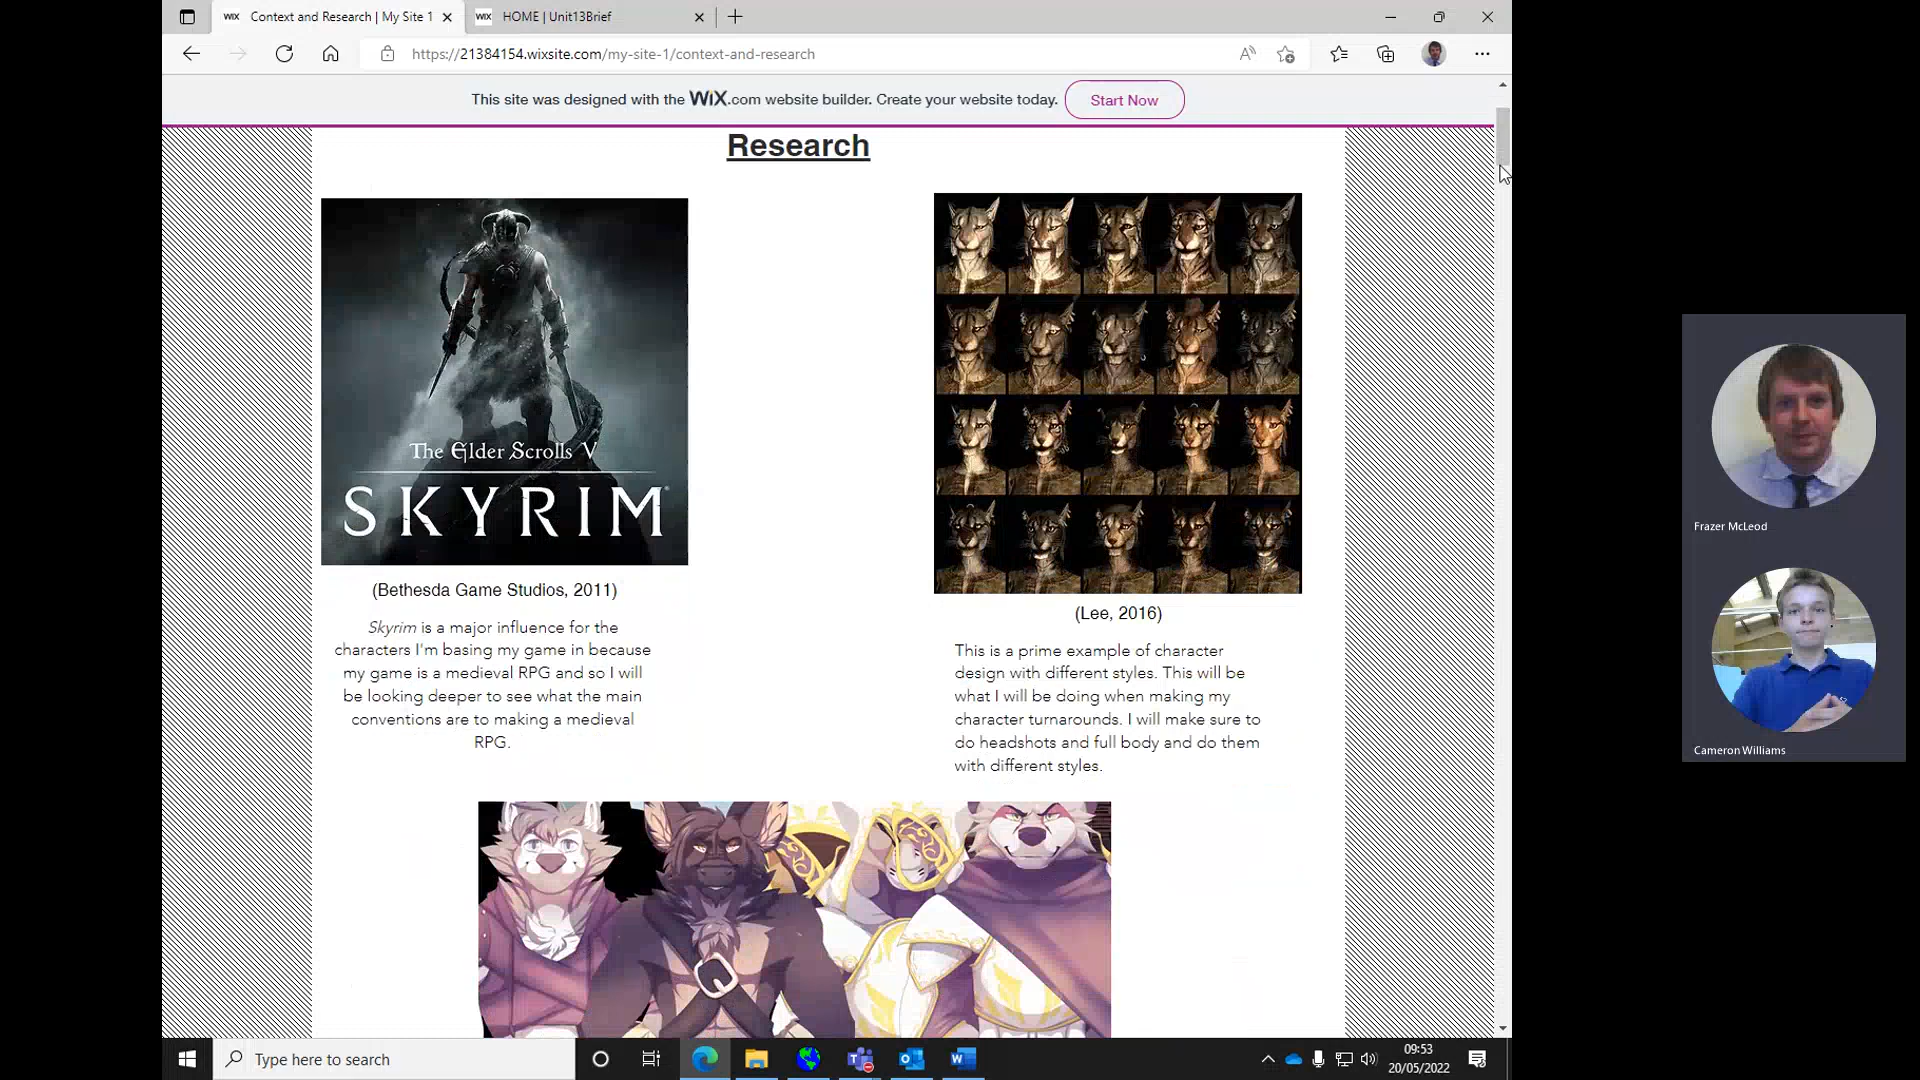 WiX Context and Research | My Site 1
WiX HOME | Unit13Brief
https://21384154.wixsite.com/my-site-1/context-and-research
This site was designed with the WiX.com website builder. Create your website today.
Start Now
Research
The Elder Scrolls V
SKYRIM
(Bethesda Game Studios, 2011)
Skyrim is a major influence for the
characters I'm basing my game in because
my game is a medieval RPG and so I will
be looking deeper to see what the main
conventions are to making a medieval
RPG.
(Lee, 2016)
This is a prime example of character
design with different styles. This will be
what I will be doing when making my
character turnarounds. I will make sure to
do headshots and full body and do them
with different styles.
Frazer McLeod
Cameron Williams
Type here to search
09:53
20/05/2022